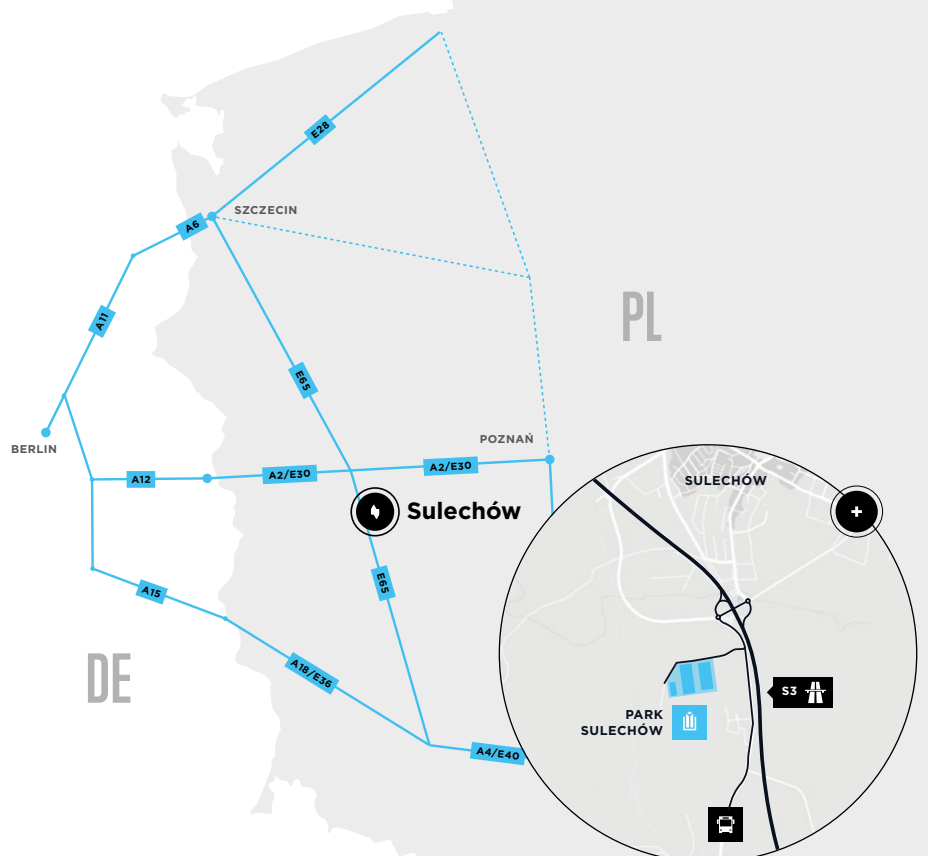 E28
SZCZECIN
A6
PL
A11
E65
BERLIN
POZNAŃ
A12
A2/E30
A2/E30
SULECHÓW
Sulechów
E65
A15
DE
A18/E36
S3
PARK
SULECHÓW
A4/E40